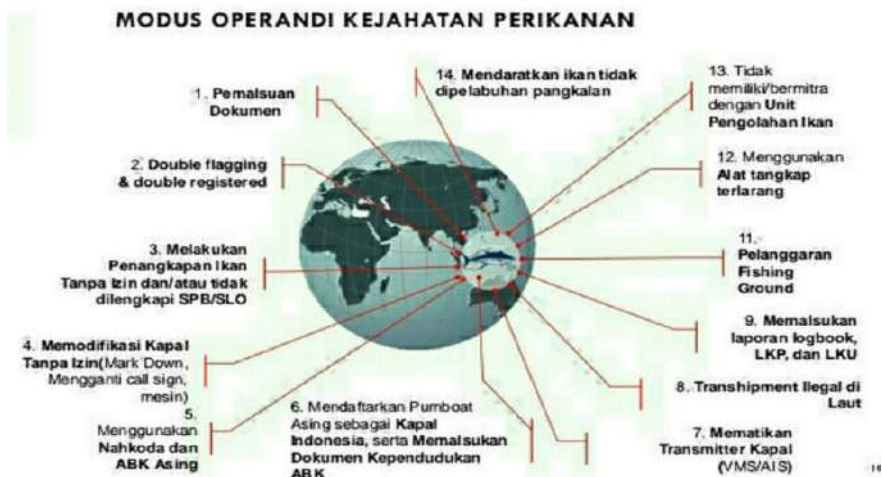 MODUS OPERANDI KEJAHATAN PERIKANAN
1. Pemalsuan
Dokumen
2. Double flagging
& double registered
3. Melakukan
Penangkapan Ikan
Tanpa Izin dan/atau tidak
dilengkapi SPB/SLO
4. Memodifikasi Kapal
Tanpa Izin(Mark Down,
Mengganti call sign,
mesin)
5.
Menggunakan
Nahkoda dan
ABK Asing
6. Mendaftarkan Pumboat
Asing sebagai Kapal
Indonesia, serta Memalsukan
Dokumen Kependudukan
ABK
7. Mematikan
Transmitter Kapal
(VMS/AIS)
8. Transhipment Ilegal di
Laut
9. Memalsukan
laporan logbook,
LKP, dan LKU
11.
Pelanggaran
Fishing
Ground
12. Menggunakan
Alat tangkap
terlarang
13. Tidak
memiliki/bermitra
dengan Unit
Pengolahan Ikan
14. Mendaratkan ikan tidak
dipelabuhan pangkalan